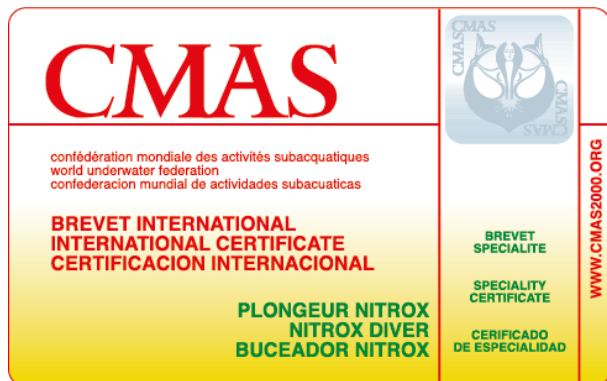 CMAS
confédération mondiale des activités subacquatiques
world underwater federation
confederacion mundial de actividades subacuaticas
BREVET INTERNATIONAL
INTERNATIONAL CERTIFICATE
CERTIFICACION INTERNACIONAL
PLONGEUR NITROX
NITROX DIVER
BUCEADOR NITROX
CMAS
CMAS
CMAS
CMAS
BREVET
SPECIALITE
SPECIALITY
CERTIFICATE
CERIFICADO
DE ESPECIALIDAD
WWW.CMAS2000.ORG